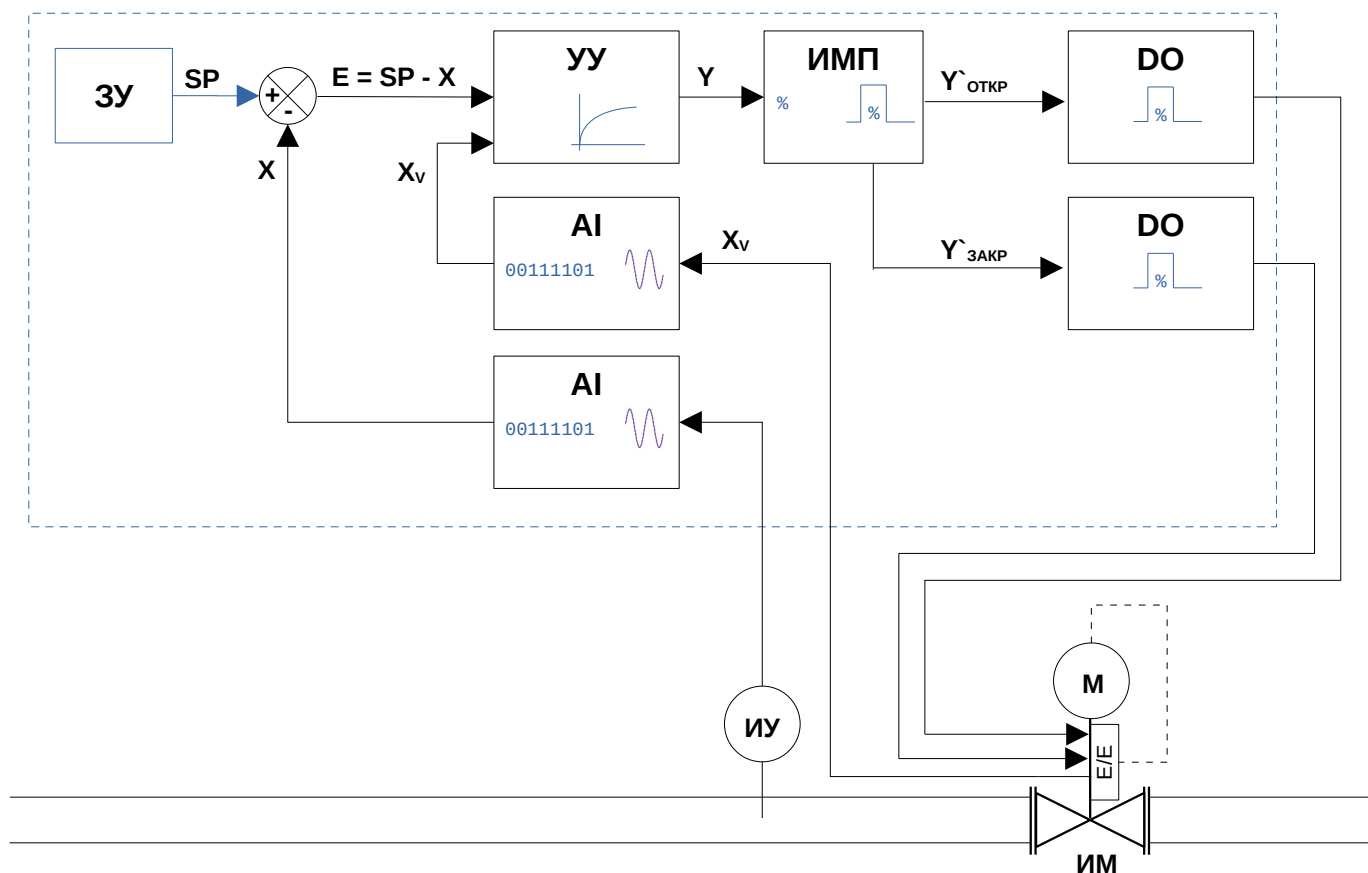 ЗУ
SP
+
-
E = SP - X
X
УУ
XV
Y
ИМП
%
%
Y`ОТКР
DO
%
AI
00111101
XV
Y`ЗАКР
DO
%
AI
00111101
М
ИУ
E/E
ИМ